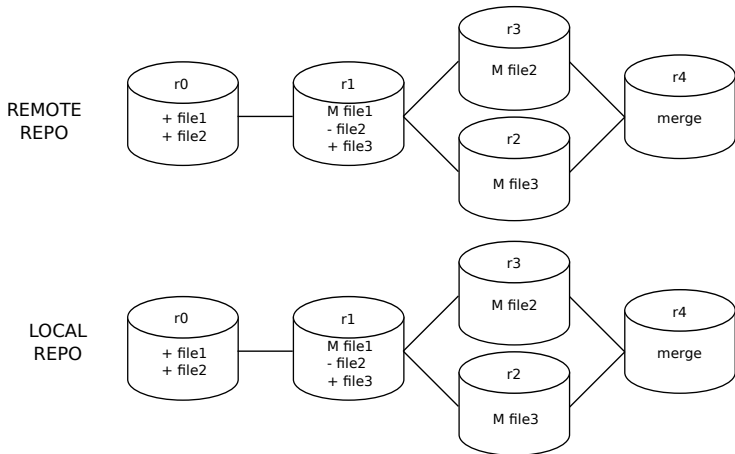 r3
M file2
r0
+ file1
+ file2
r1
M file1
- file2
+ file3
r4
merge
REMOTE
REPO
r2
M file3
r3
M file2
r0
+ file1
+ file2
r1
M file1
- file2
+ file3
r4
merge
LOCAL
REPO
r2
M file3